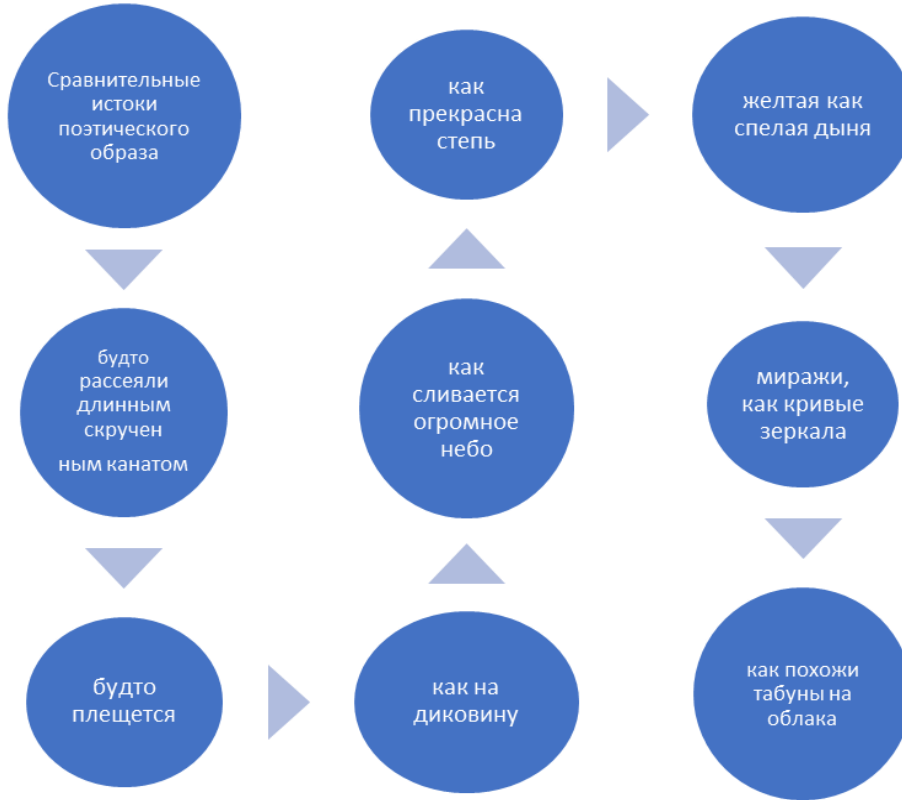 Сравнительные
истоки
поэтического
образа
будто
рассеяли
длинным
скручен
ным канатом
будто
плещется
как на
диковину
как
сливается
огромное
небо
как
прекрасна
степь
желтая как
спелая дыня
миражи,
как кривые
зеркала
как похожи
табуны на
облака